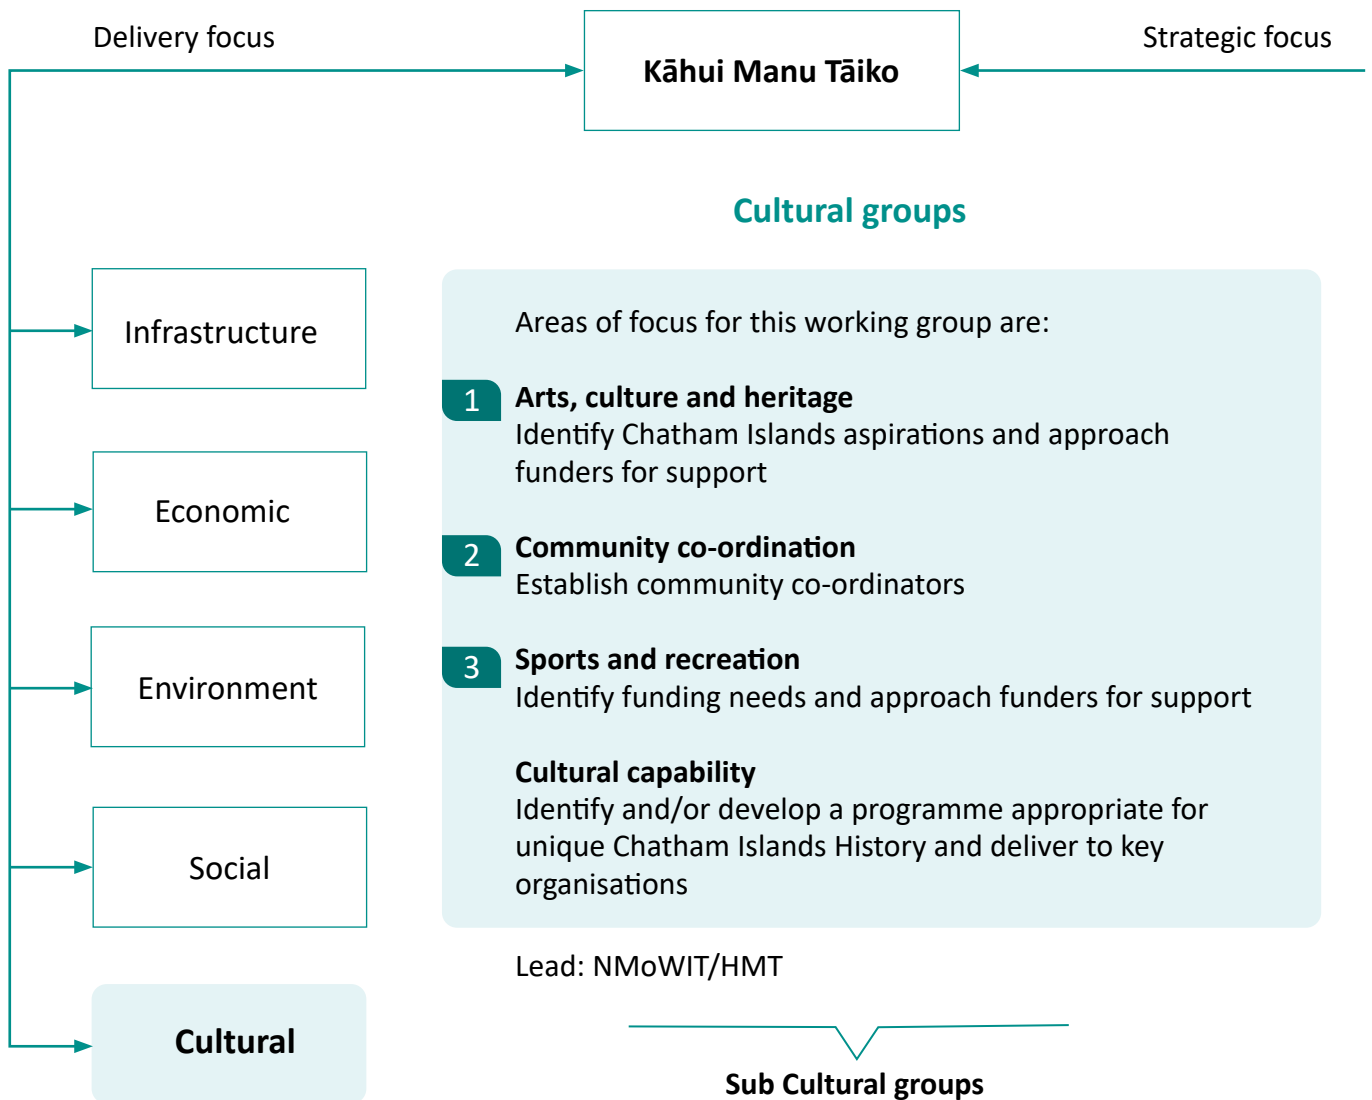 Delivery focus
Kāhui Manu Tāiko
Strategic focus
Cultural groups
Infrastructure
Economic
Environment
Social
Cultural
Areas of focus for this working group are:
1 Arts, culture and heritage
Identify Chatham Islands aspirations and approach
funders for support
2 Community co-ordination
Establish community co-ordinators
3 Sports and recreation
Identify funding needs and approach funders for support
Cultural capability
Identify and/or develop a programme appropriate for
unique Chatham Islands History and deliver to key
organisations
Lead: NMoWIT/HMT
Sub Cultural groups